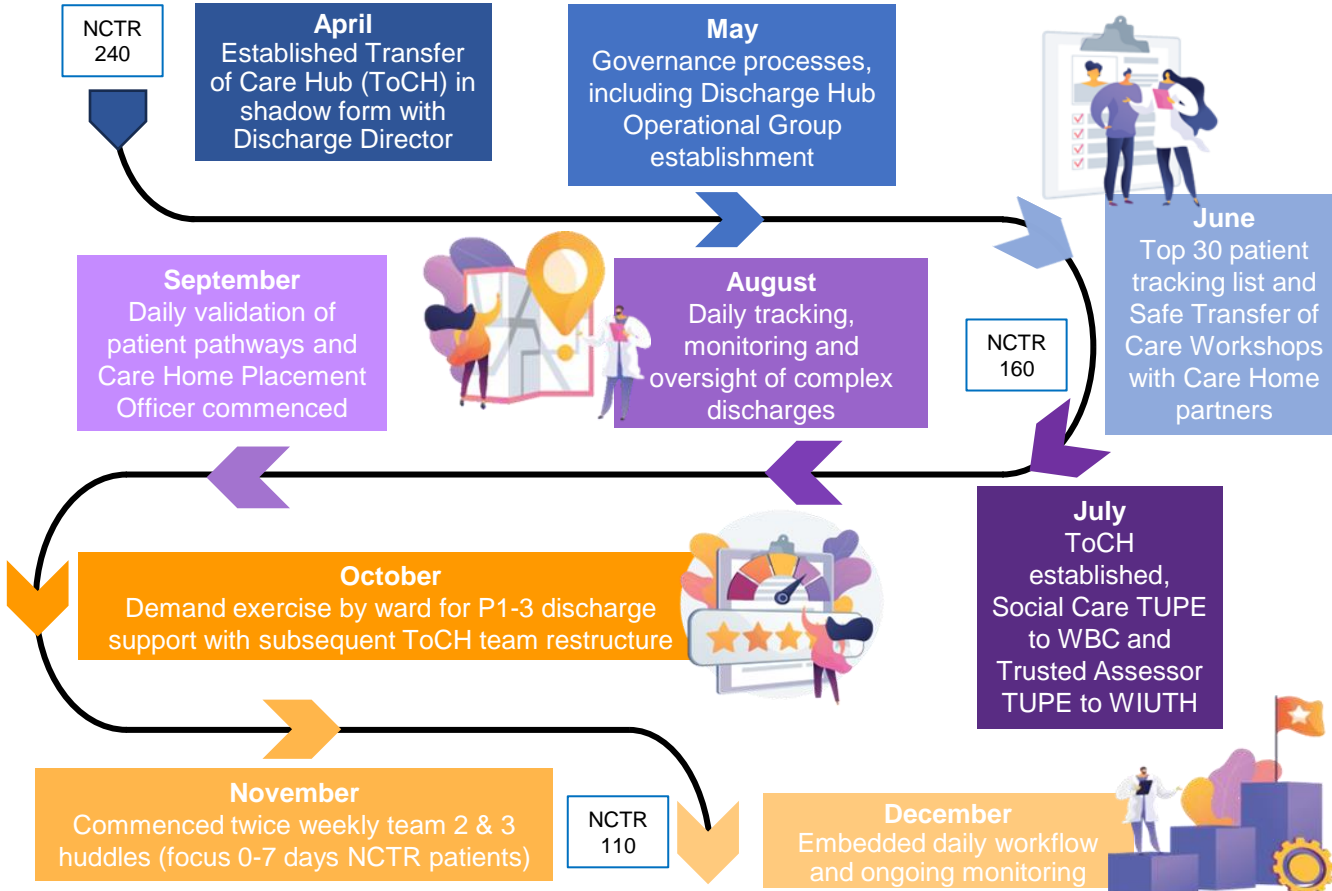 NCTR
240
April
Established Transfer
of Care Hub (ToCH) in
shadow form with
Discharge Director
May
Governance processes,
including Discharge Hub
Operational Group
establishment
June
Top 30 patient
tracking list and
Safe Transfer of
Care Workshops
with Care Home
partners
NCTR
160
July
ToCH
established,
Social Care TUPE
to WBC and
Trusted Assessor
TUPE to WIUTH
August
Daily tracking,
monitoring and
oversight of complex
discharges
September
Daily validation of
patient pathways and
Care Home Placement
Officer commenced
October
Demand exercise by ward for P1-3 discharge
support with subsequent ToCH team restructure
November
Commenced twice weekly team 2 & 3
huddles (focus 0-7 days NCTR patients)
NCTR
110
December
Embedded daily workflow
and ongoing monitoring